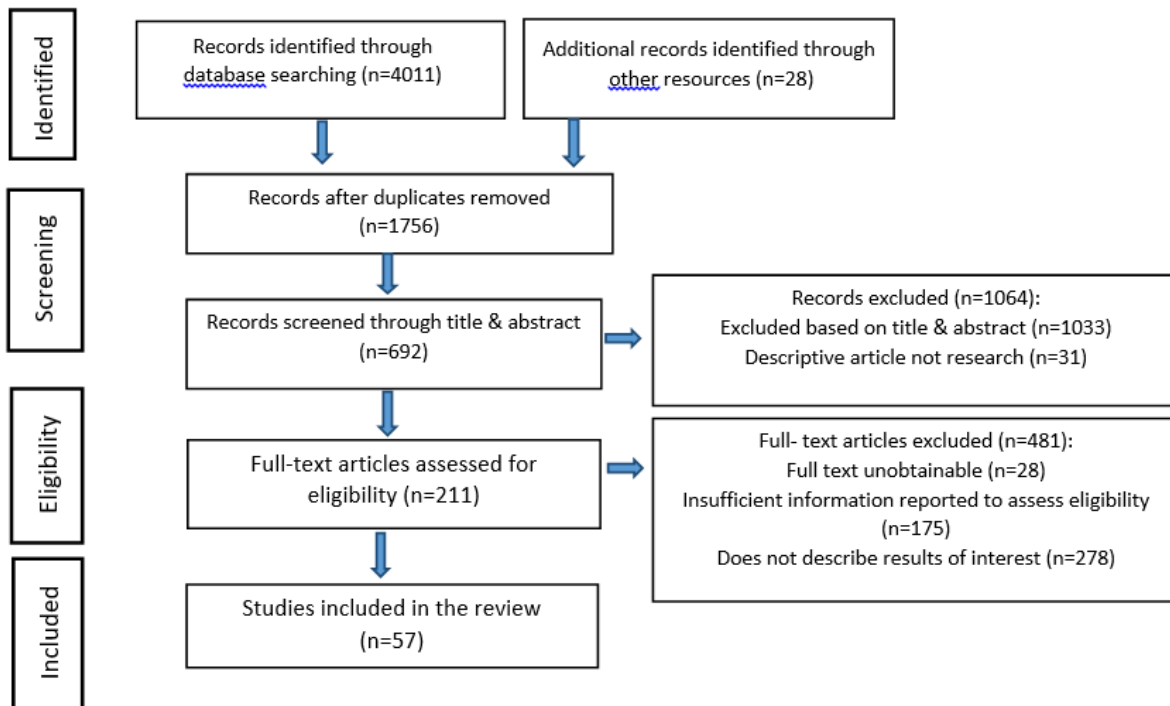 Identified
Records identified through
database searching (n=4011)
Additional records identified through
other resources (n=28)
Screening
Records after duplicates removed
(n=1756)
Records screened through title & abstract
(n=692)
Records excluded (n=1064):
Excluded based on title & abstract (n=1033)
Descriptive article not research (n=31)
Eligibility
Full-text articles assessed for
eligibility (n=211)
Full- text articles excluded (n=481):
Full text unobtainable (n=28)
Insufficient information reported to assess eligibility
(n=175)
Does not describe results of interest (n=278)
Included
Studies included in the review
(n=57)